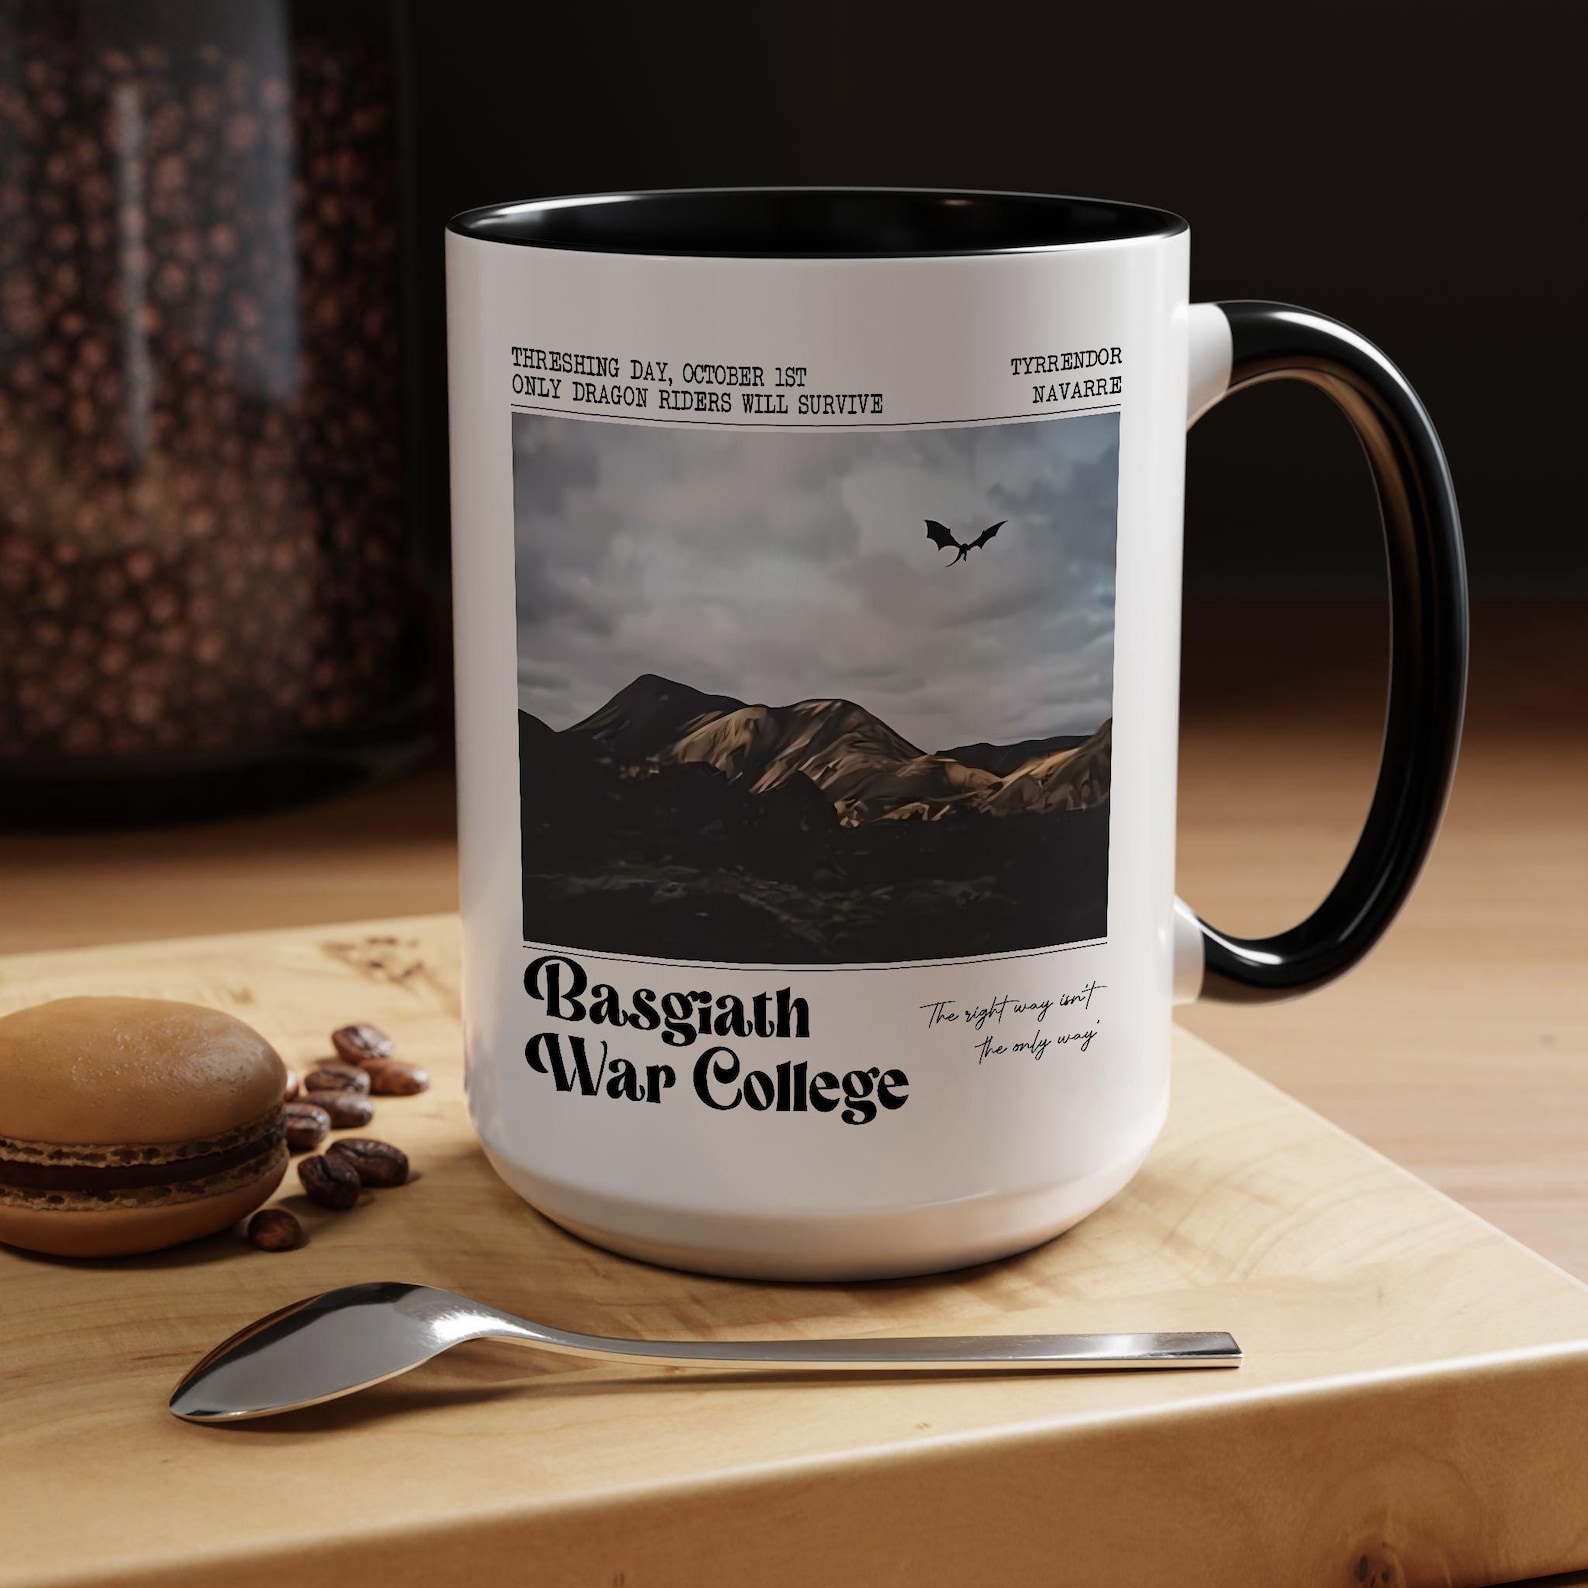 THRESHING DAY, OCTOBER 1ST
ONLY DRAGON RIDERS WILL SURVIVE
TYRRENDOR
NAVARRE
Basgiath
War College
"The right way isn't
the only way"